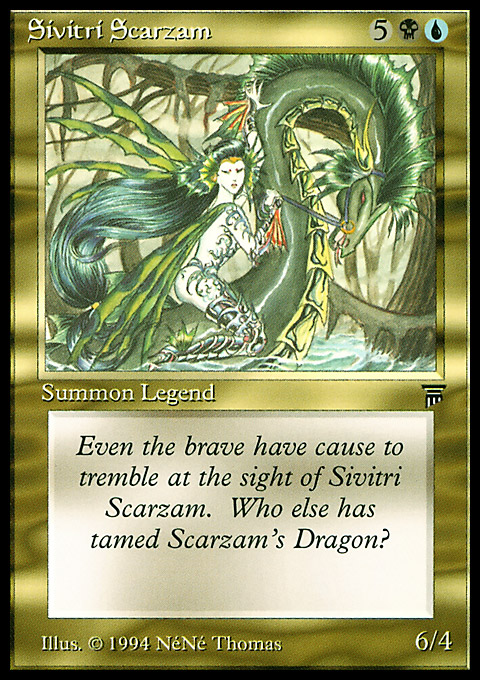 Sivitri Scarzam 5
Summon Legend
Even the brave have cause to
tremble at the sight of Sivitri
Scarzam. Who else has
tamed Scarzam's Dragon?
Illus. © 1994 NéNé Thomas 6/4